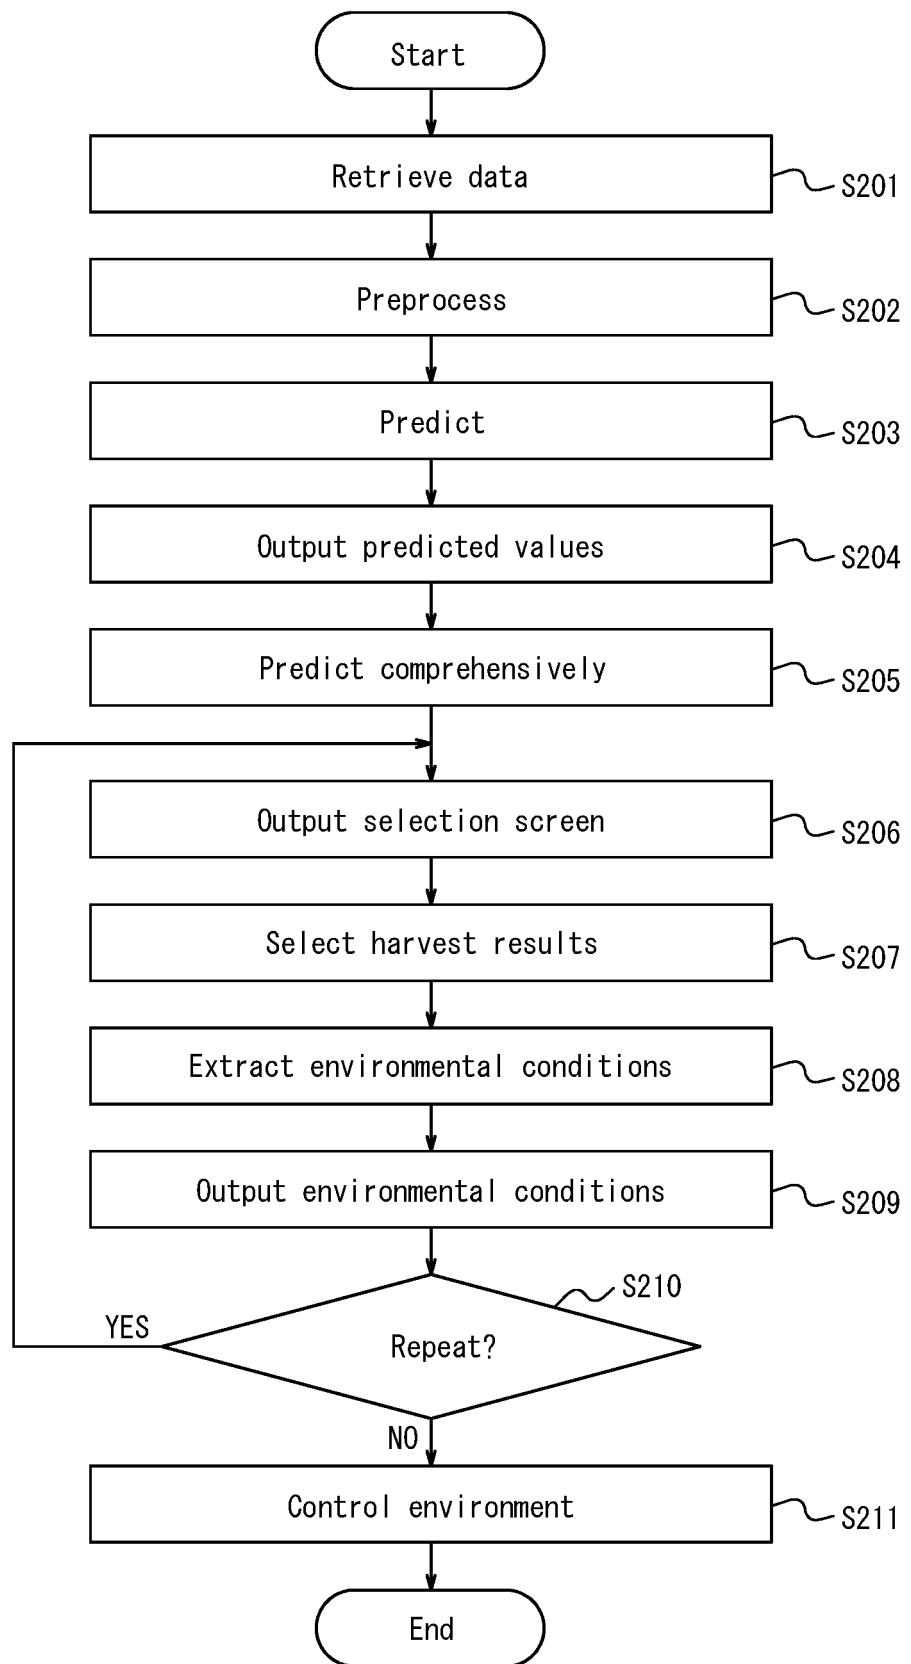 Start
Retrieve data
S201
Preprocess
S202
Predict
S203
Output predicted values
S204
Predict comprehensively
S205
Output selection screen
S206
Select harvest results
S207
Extract environmental conditions
S208
Output environmental conditions
S209
S210
YES
Repeat?
NO
Control environment
S211
End